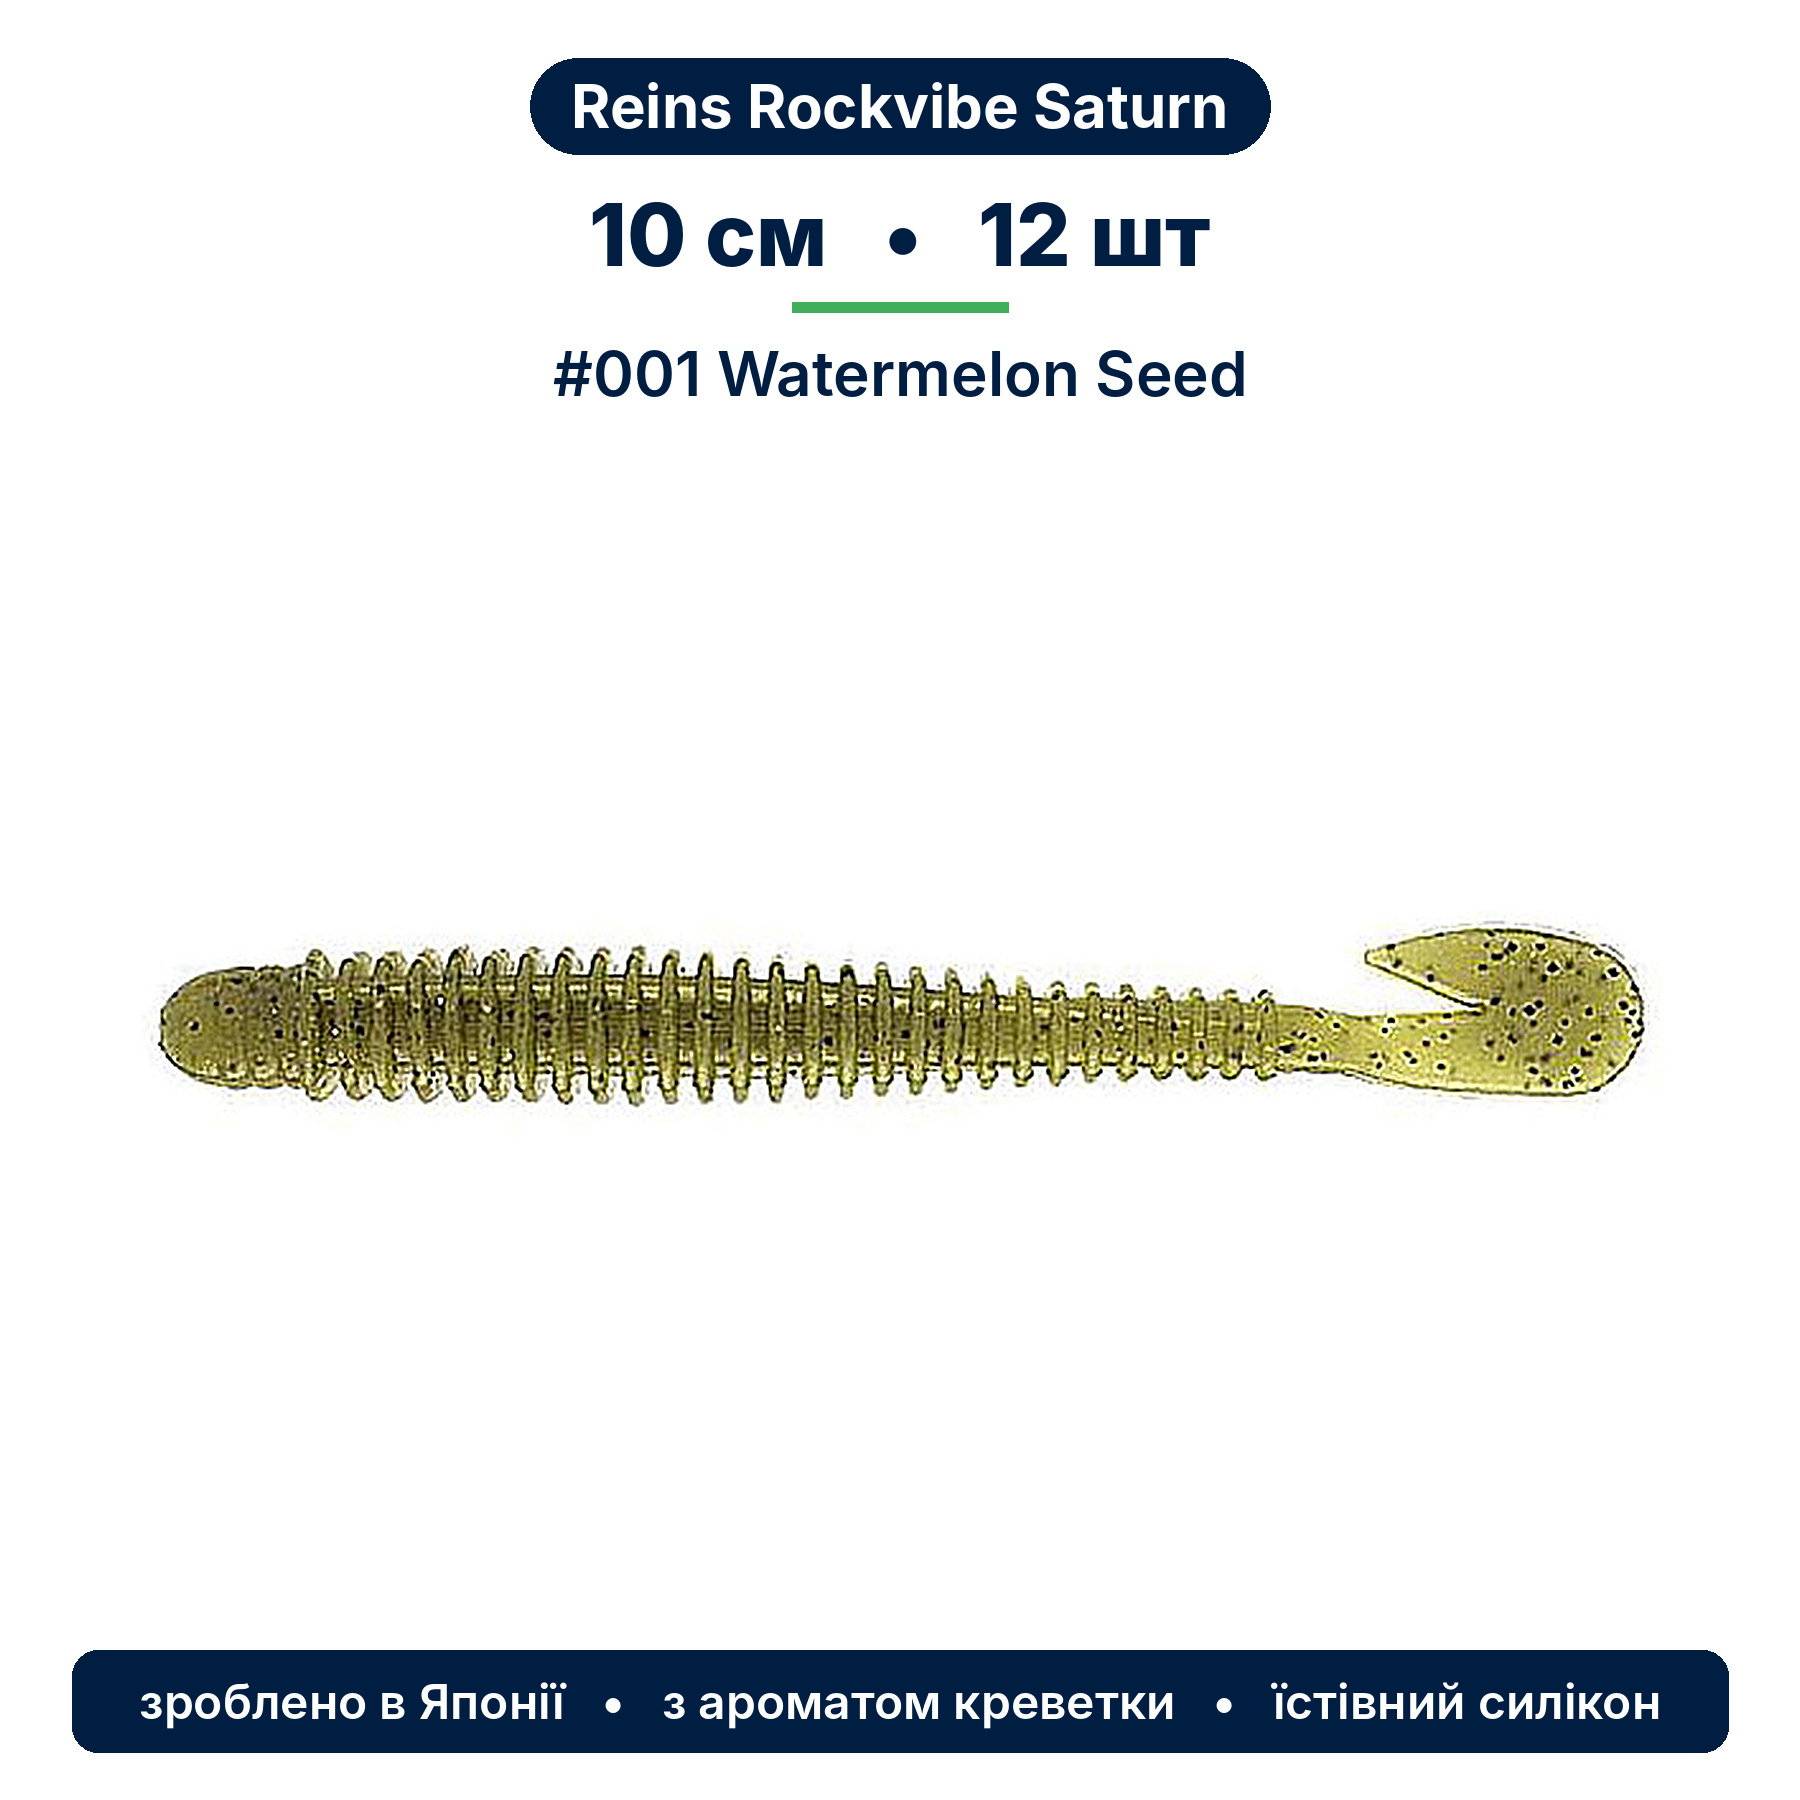 Reins Rockvibe Saturn
10 см • 12 шт
#001 Watermelon Seed
зроблено в Японії • з ароматом креветки • їстівний силікон